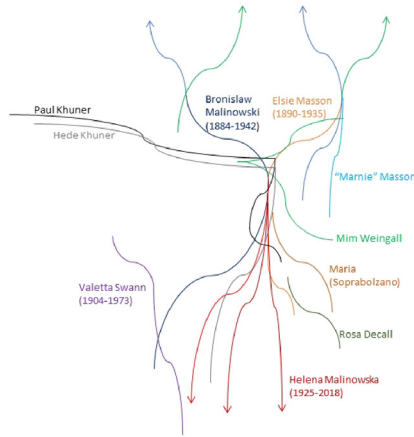 Bronislaw
Malinowski
(1884-1942)
Elsie Masson
(1890-1935)
Paul Khuner
Hede Khuner
"Marnie" Masson
Mim Weingall
Maria
(Soprabolzano)
Valetta Swann
(1904-1973)
Rosa Decall
Helena Malinowska
(1925-2018)